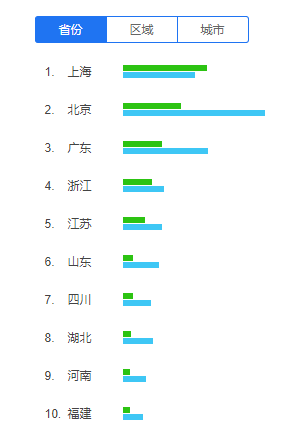 省份 区域 城市
1. 上海
2. 北京
3. 广东
4. 浙江
5. 江苏
6. 山东
7. 四川
8. 湖北
9. 河南
10. 福建